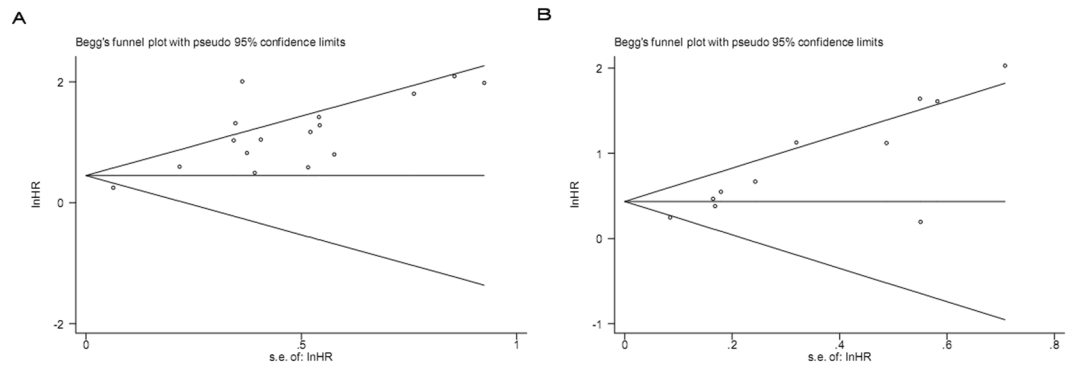 A
Begg's funnel plot with pseudo 95% confidence limits
lnHR
2
0
-2
0
.5
1
s.e. of: lnHR
B
Begg's funnel plot with pseudo 95% confidence limits
lnHR
2
1
0
-1
0
.2
.4
.6
.8
s.e. of: lnHR